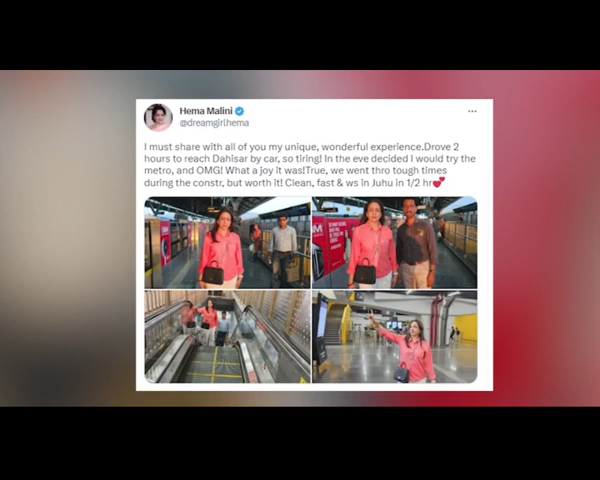 Hema Malini
@dreamgirlhema
I must share with all of you my unique, wonderful experience.Drove 2
hours to reach Dahisar by car, so tiring! In the eve decided I would try the
metro, and OMG! What a joy it was!True, we went thro tough times
during the constr, but worth it! Clean, fast & ws in Juhu in 1/2 hr💕